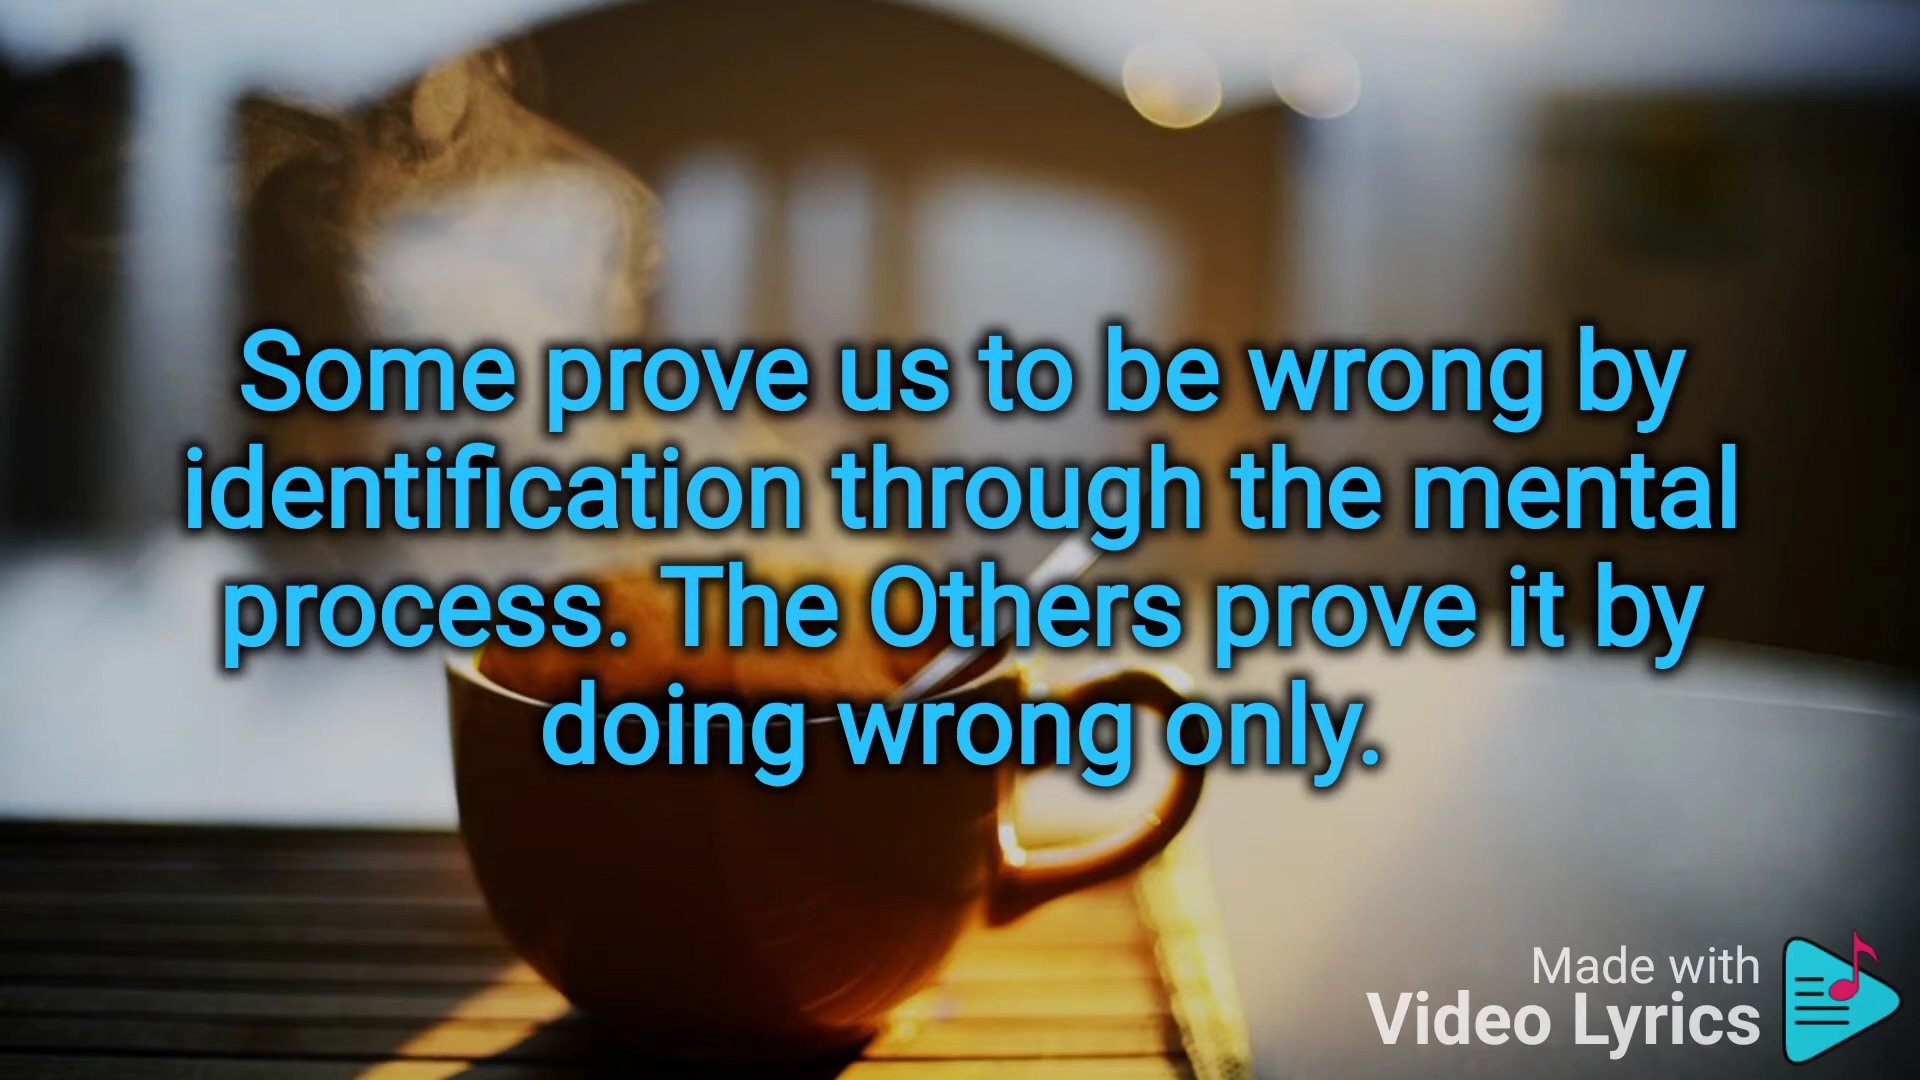 Some prove us to be wrong by
identification through the mental
process. The Others prove it by
doing wrong only.
Made with
Video Lyrics